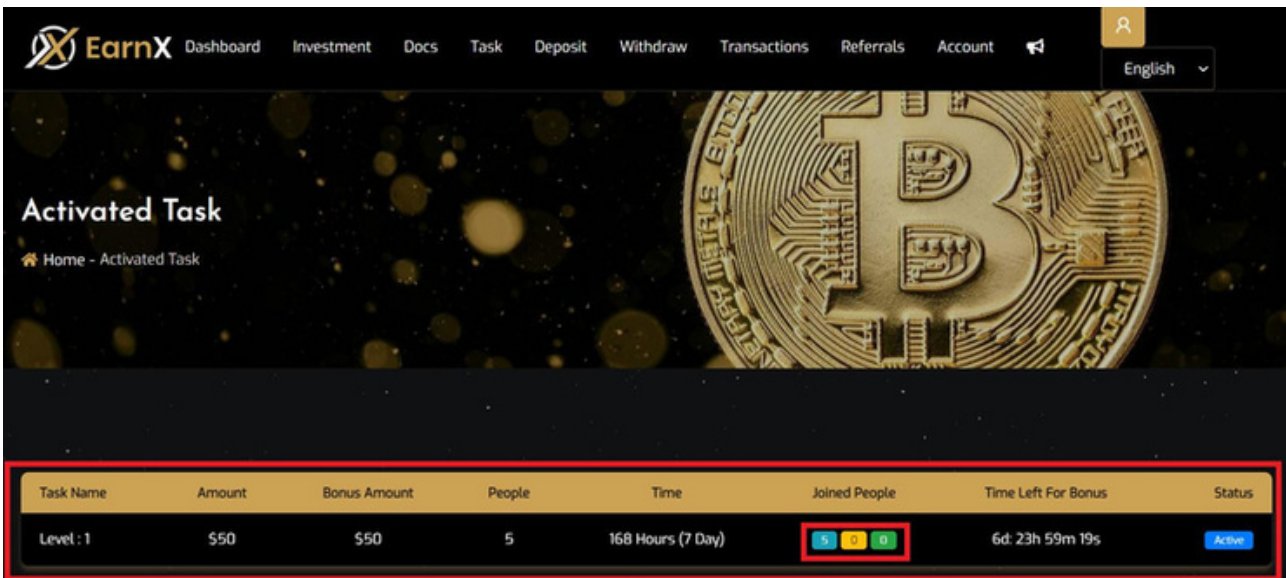 EarnX Dashboard Investment Docs Task Deposit Withdraw Transactions Referrals Account
English
Activated Task
Home - Activated Task
Task Name Amount Bonus Amount People Time Joined People Time Left For Bonus Status
Level : 1 $50 $50 5 168 Hours (7 Day) 5 0 0 6d: 23h 59m 19s Active